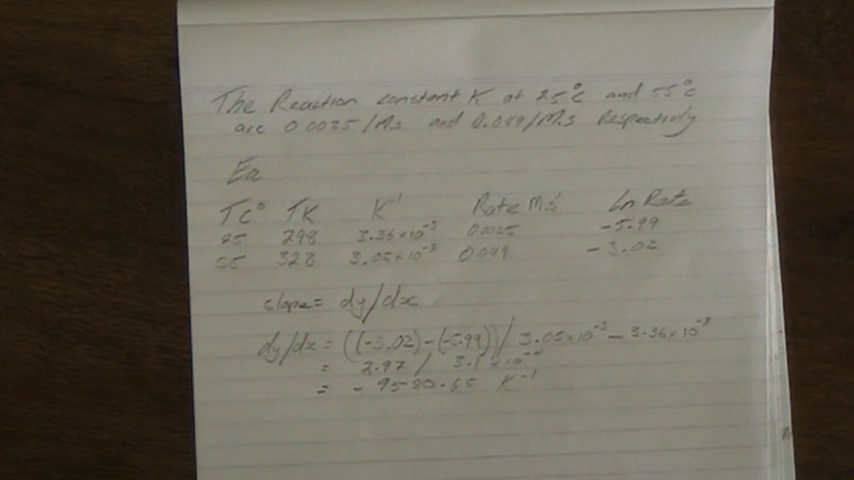 The Reaction constant K at 25°C and 55°C
are 0.0025/Ms and 0.049/M.s Respectively
Ea
TC° TK K⁻¹ Rate Ms⁻¹ Ln Rate
25 298 3.36×10⁻³ 0.0025 -5.99
55 328 3.05×10⁻³ 0.049 -3.02
slope = dy/dx
dy/dx = ((-3.02)-(-5.99)) / 3.05×10⁻³ - 3.36×10⁻³
= 2.97 / 3.1×10⁻⁴
= - 9580.65 K⁻¹